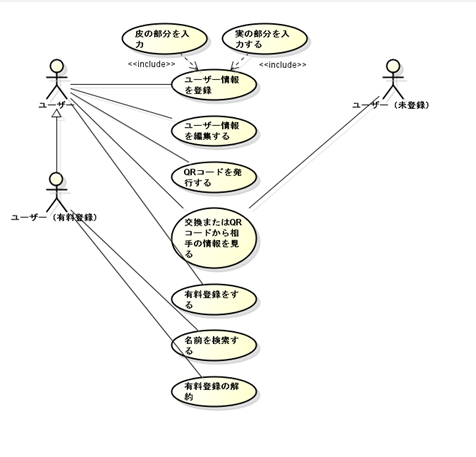 皮の部分を入
力
実の部分を入
力する
<<include>>
<<include>>
ユーザー情報
を登録
ユーザー
ユーザー（未登録）
ユーザー情報
を編集する
QRコードを発
行する
ユーザー（有料登録）
交換またはQR
コードから相
手の情報を見
る
有料登録をす
る
名前を検索す
る
有料登録の解
約